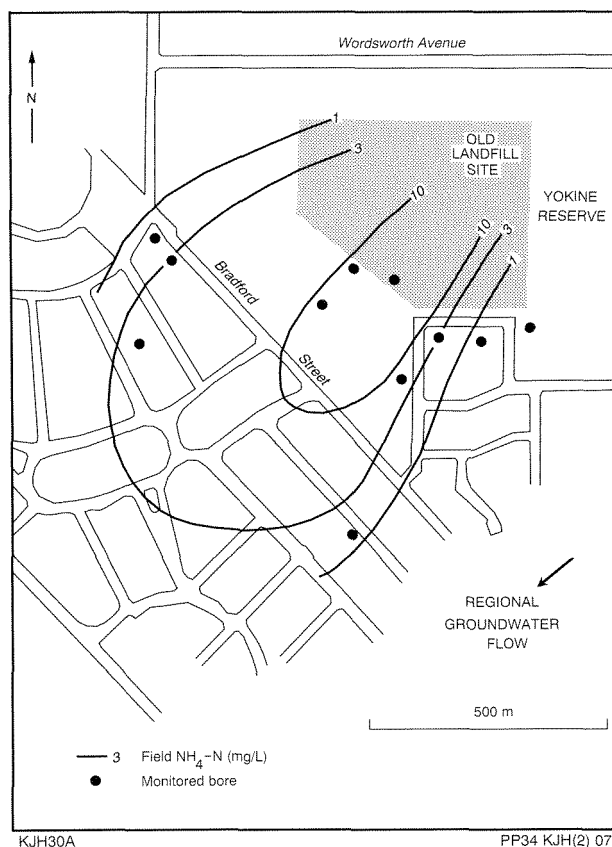 Wordsworth Avenue
N
1
3
OLD
LANDFILL
SITE
10
YOKINE
RESERVE
10
3
1
Bradford
Street
REGIONAL
GROUNDWATER
FLOW
500 m
3 Field NH4-N (mg/L)
Monitored bore
KJH30A
PP34 KJH(2) 07